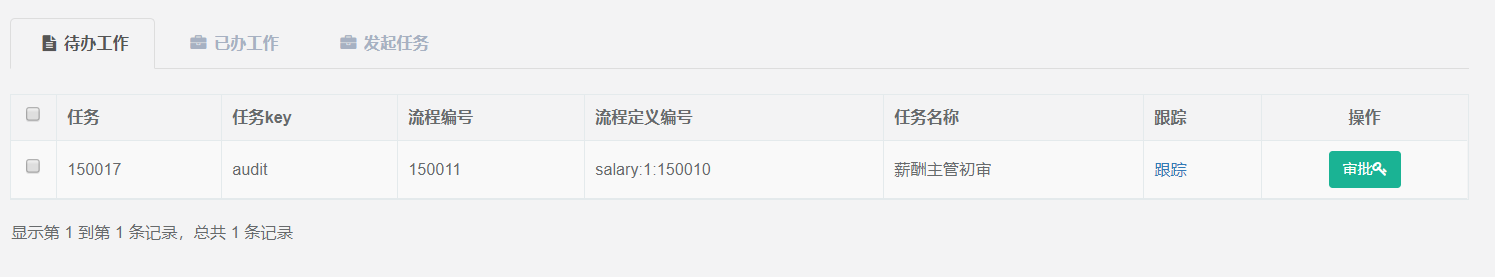 待办工作 已办工作 发起任务
任务 任务key 流程编号 流程定义编号 任务名称 跟踪 操作
150017 audit 150011 salary:1:150010 薪酬主管初审 跟踪 审批
显示第 1 到第 1 条记录，总共 1 条记录